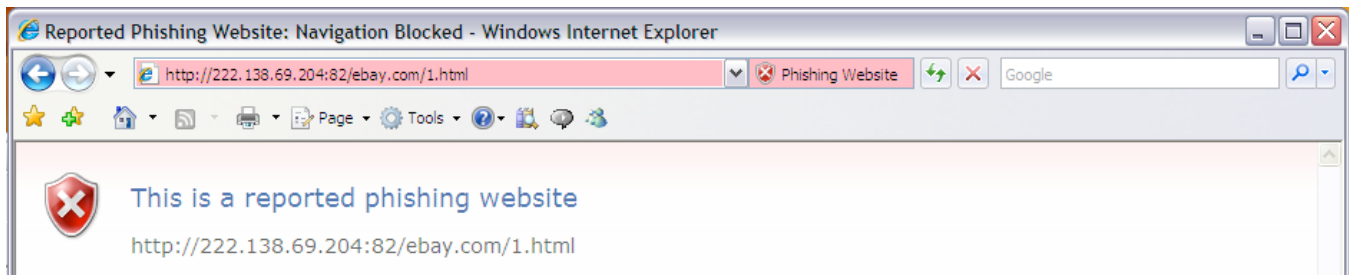 Reported Phishing Website: Navigation Blocked - Windows Internet Explorer
http://222.138.69.204:82/ebay.com/1.html Phishing Website Google
Page Tools
This is a reported phishing website
http://222.138.69.204:82/ebay.com/1.html